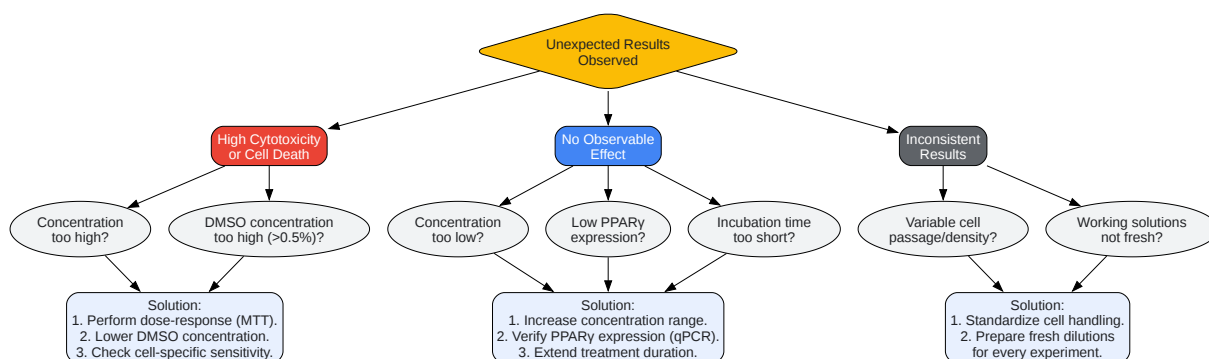 Unexpected Results
Observed
High Cytotoxicity
or Cell Death
No Observable
Effect
Inconsistent
Results
Concentration
too high?
DMSO concentration
too high (>0.5%)?
Concentration
too low?
Low PPARγ
expression?
Incubation time
too short?
Variable cell
passage/density?
Working solutions
not fresh?
Solution:
1. Perform dose-response (MTT).
2. Lower DMSO concentration.
3. Check cell-specific sensitivity.
Solution:
1. Increase concentration range.
2. Verify PPARγ expression (qPCR).
3. Extend treatment duration.
Solution:
1. Standardize cell handling.
2. Prepare fresh dilutions
for every experiment.